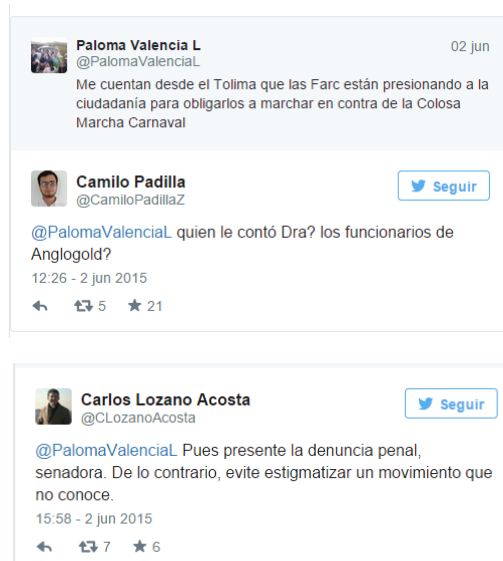 Paloma Valencia L
02 jun
@PalomaValenciaL
Me cuentan desde el Tolima que las Farc están presionando a la
ciudadanía para obligarlos a marchar en contra de la Colosa
Marcha Carnaval
Camilo Padilla
@CamiloPadillaZ
Seguir
@PalomaValenciaL quien le contó Dra? los funcionarios de
Anglogold?
12:26 - 2 jun 2015
5 21
Carlos Lozano Acosta
@CLozanoAcosta
Seguir
@PalomaValenciaL Pues presente la denuncia penal,
senadora. De lo contrario, evite estigmatizar un movimiento que
no conoce.
15:58 - 2 jun 2015
7 6